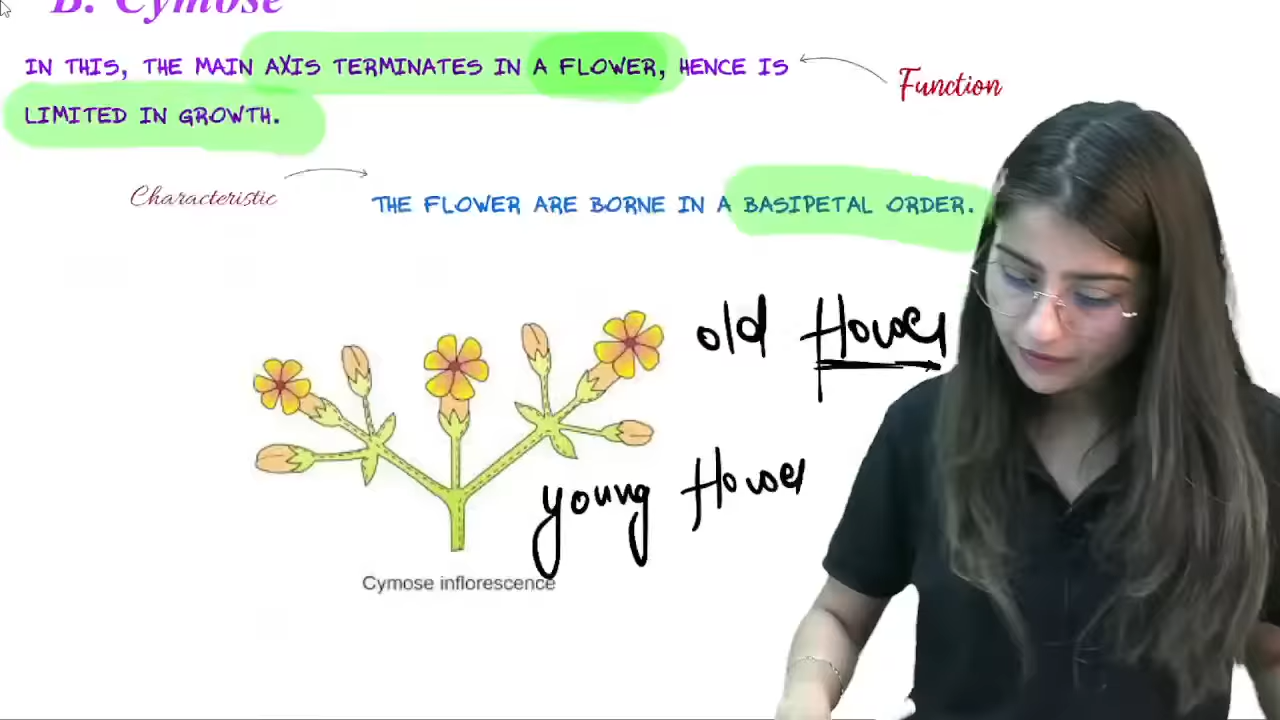 B. Cymose
IN THIS, THE MAIN AXIS TERMINATES IN A FLOWER, HENCE IS
LIMITED IN GROWTH.
Function
Characteristic
THE FLOWER ARE BORNE IN A BASIPETAL ORDER.
old flower
young flower
Cymose inflorescence